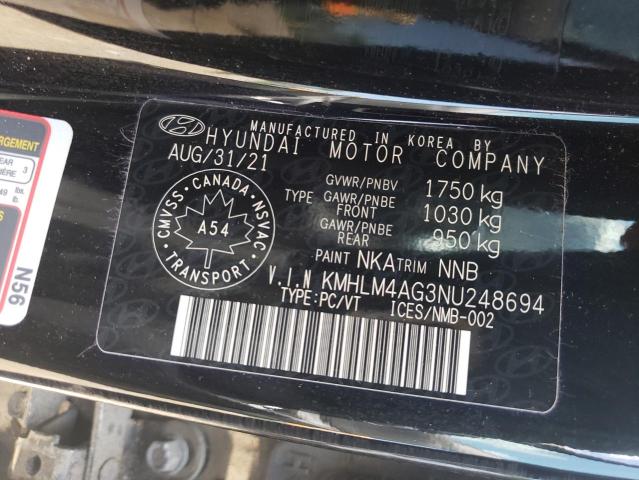 MANUFACTURED IN KOREA BY
HYUNDAI MOTOR COMPANY
AUG/31/21
GVWR/PNBV 1750 kg
TYPE GAWR/PNBE FRONT 1030 kg
GAWR/PNBE REAR 950 kg
PAINT NKA TRIM NNB
V.I.N KMHLM4AG3NU248694
TYPE:PC/VT ICES/NMB-002
CMVSS - CANADA - NSVAC
A54
TRANSPORT
ARGEMENT
3
N56